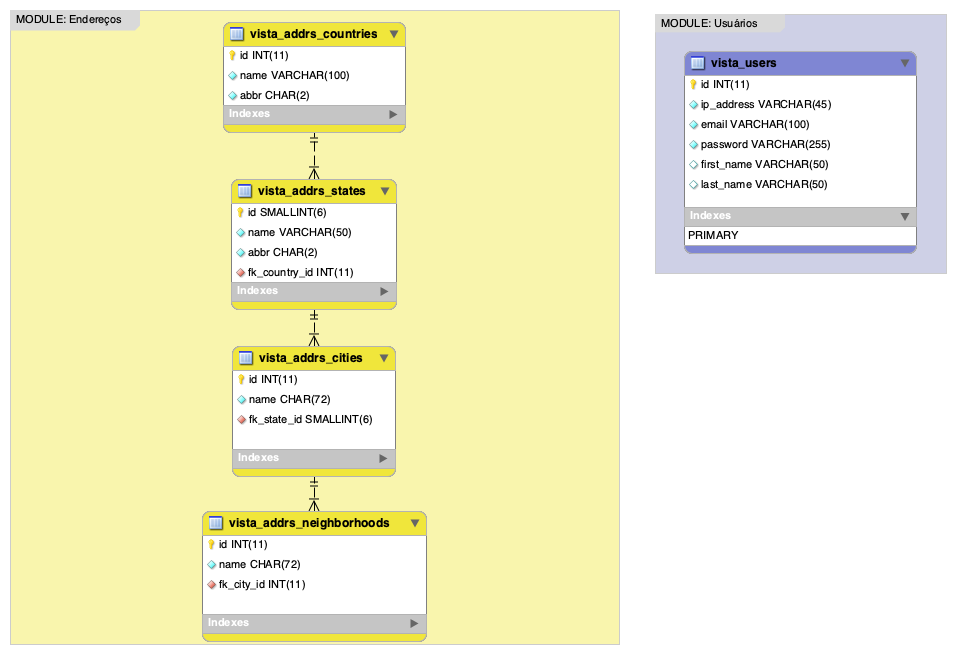 MODULE: Endereços
vista_addrs_countries
id INT(11)
name VARCHAR(100)
abbr CHAR(2)
Indexes
vista_addrs_states
id SMALLINT(6)
name VARCHAR(50)
abbr CHAR(2)
fk_country_id INT(11)
Indexes
vista_addrs_cities
id INT(11)
name CHAR(72)
fk_state_id SMALLINT(6)
Indexes
vista_addrs_neighborhoods
id INT(11)
name CHAR(72)
fk_city_id INT(11)
Indexes
MODULE: Usuários
vista_users
id INT(11)
ip_address VARCHAR(45)
email VARCHAR(100)
password VARCHAR(255)
first_name VARCHAR(50)
last_name VARCHAR(50)
Indexes
PRIMARY